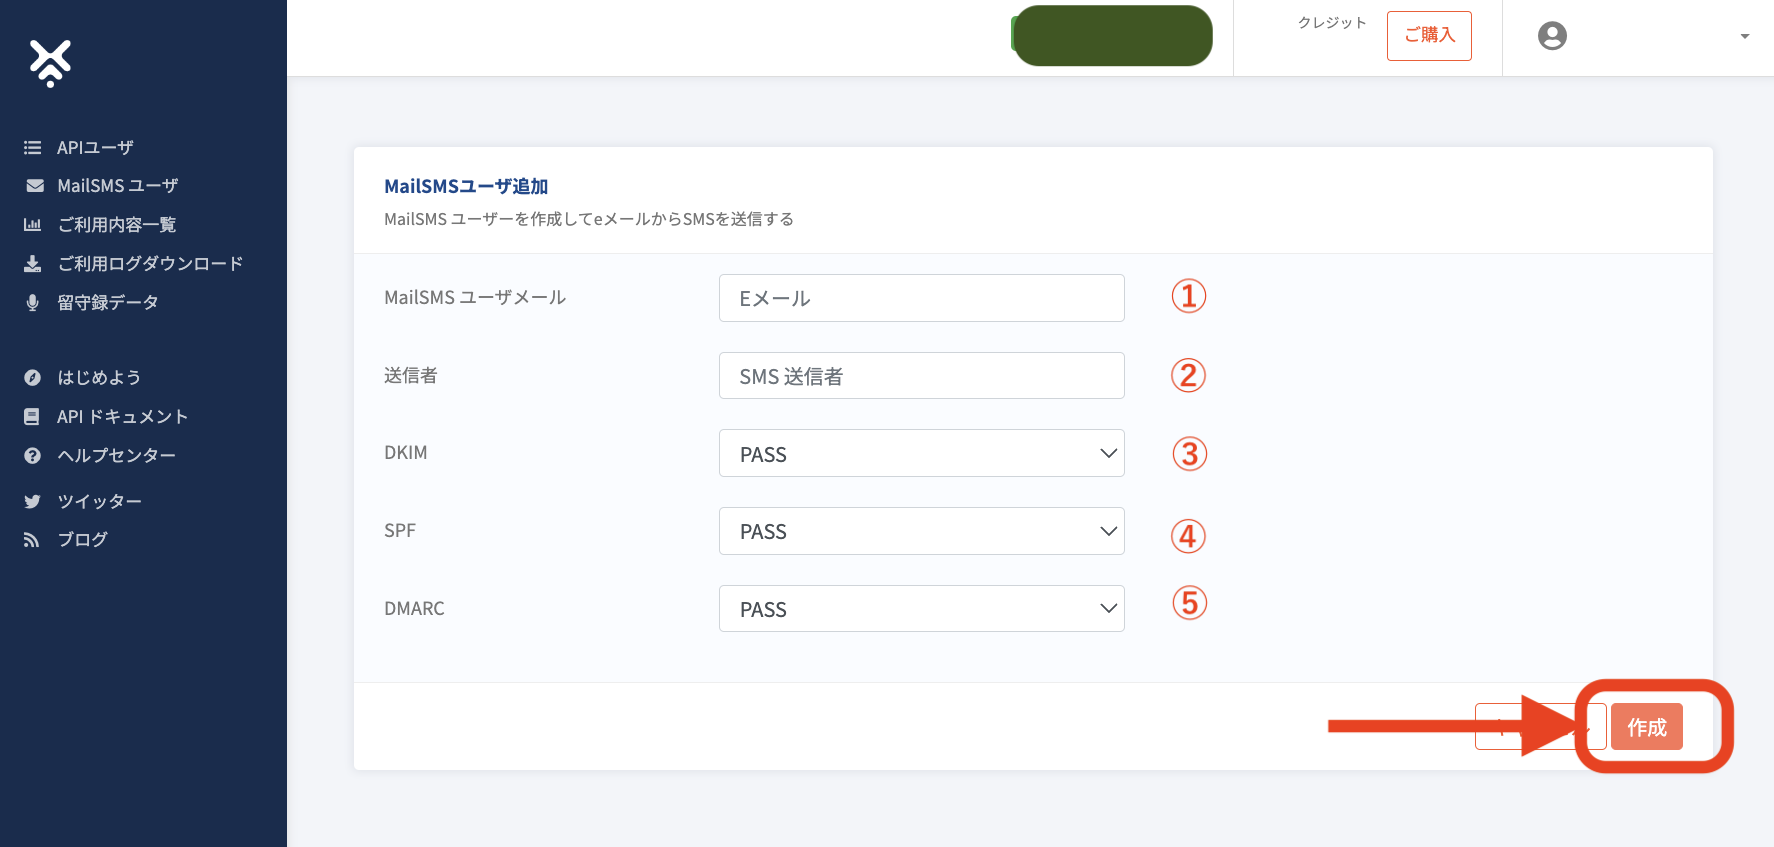 クレジット
ご購入
APIユーザ
MailSMS ユーザ
ご利用内容一覧
ご利用ログダウンロード
留守録データ
はじめよう
API ドキュメント
ヘルプセンター
ツイッター
ブログ
MailSMSユーザ追加
MailSMS ユーザーを作成してeメールからSMSを送信する
MailSMS ユーザメール
Eメール
①
送信者
SMS 送信者
②
DKIM
PASS
③
SPF
PASS
④
DMARC
PASS
⑤
作成